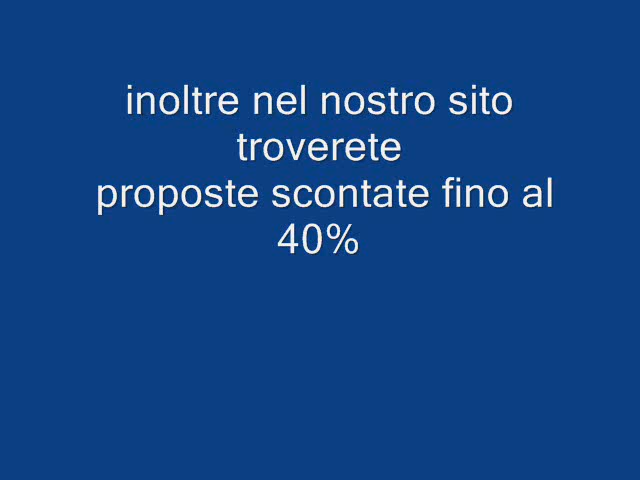 inoltre nel nostro sito
troverete
proposte scontate fino al
40%